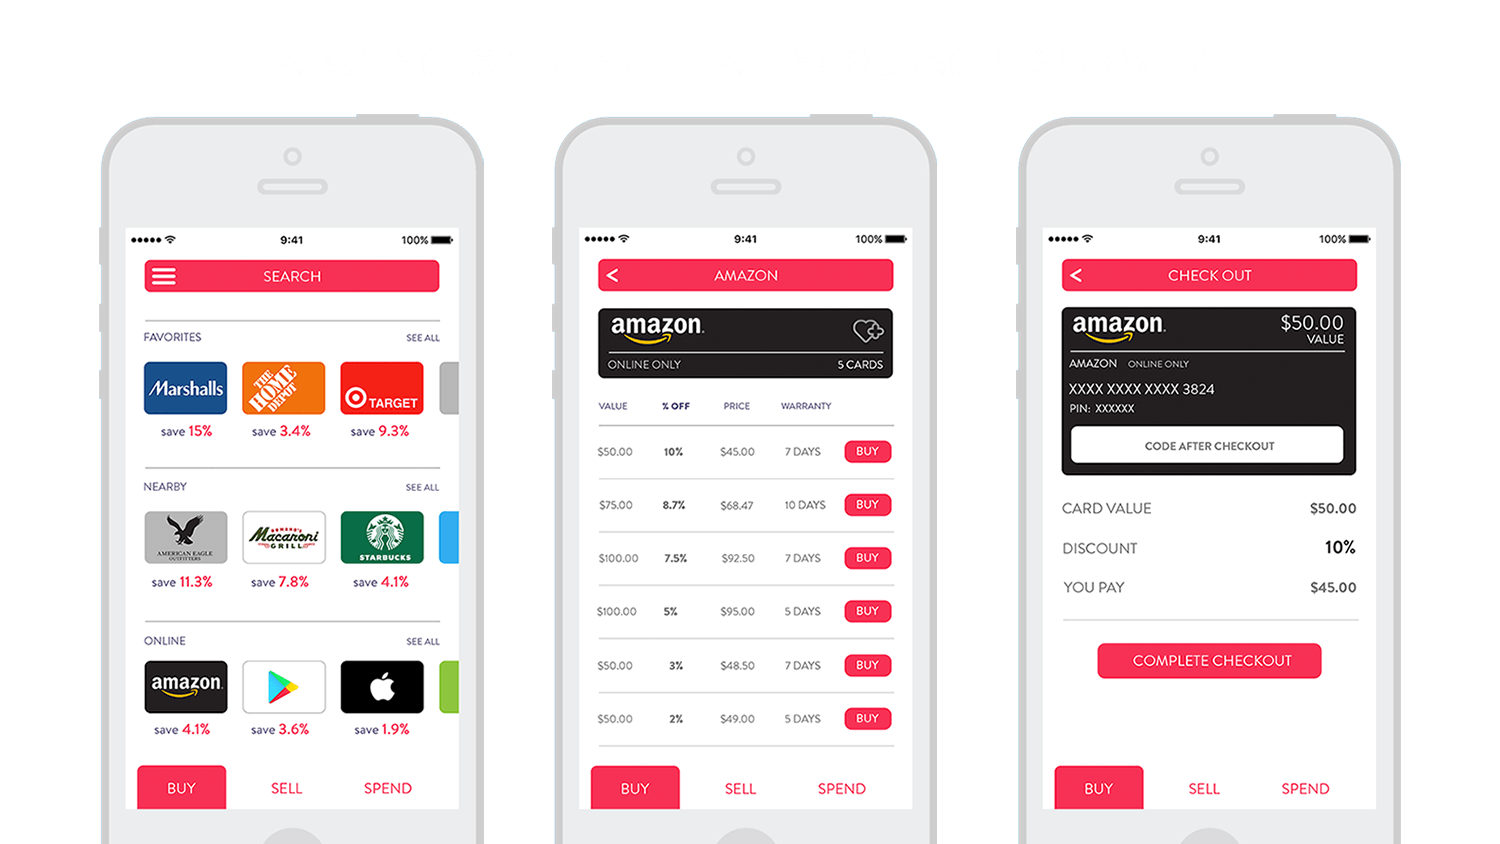 9:41
100%
SEARCH
FAVORITES
SEE ALL
Marshalls
THE HOME DEPOT
TARGET
save 15%
save 3.4%
save 9.3%
NEARBY
SEE ALL
AMERICAN EAGLE
OUTFITTERS
ROMANO'S
Macaroni
GRILL
STARBUCKS
save 11.3%
save 7.8%
save 4.1%
ONLINE
SEE ALL
amazon
save 4.1%
save 3.6%
save 1.9%
BUY
SELL
SPEND
9:41
100%
<
AMAZON
amazon
ONLINE ONLY
5 CARDS
VALUE % OFF PRICE WARRANTY
$50.00 10% $45.00 7 DAYS BUY
$75.00 8.7% $68.47 10 DAYS BUY
$100.00 7.5% $92.50 7 DAYS BUY
$100.00 5% $95.00 5 DAYS BUY
$50.00 3% $48.50 7 DAYS BUY
$50.00 2% $49.00 5 DAYS BUY
BUY
SELL
SPEND
9:41
100%
<
CHECK OUT
amazon
$50.00
VALUE
AMAZON ONLINE ONLY
XXXX XXXX XXXX 3824
PIN: XXXXXX
CODE AFTER CHECKOUT
CARD VALUE $50.00
DISCOUNT 10%
YOU PAY $45.00
COMPLETE CHECKOUT
BUY
SELL
SPEND